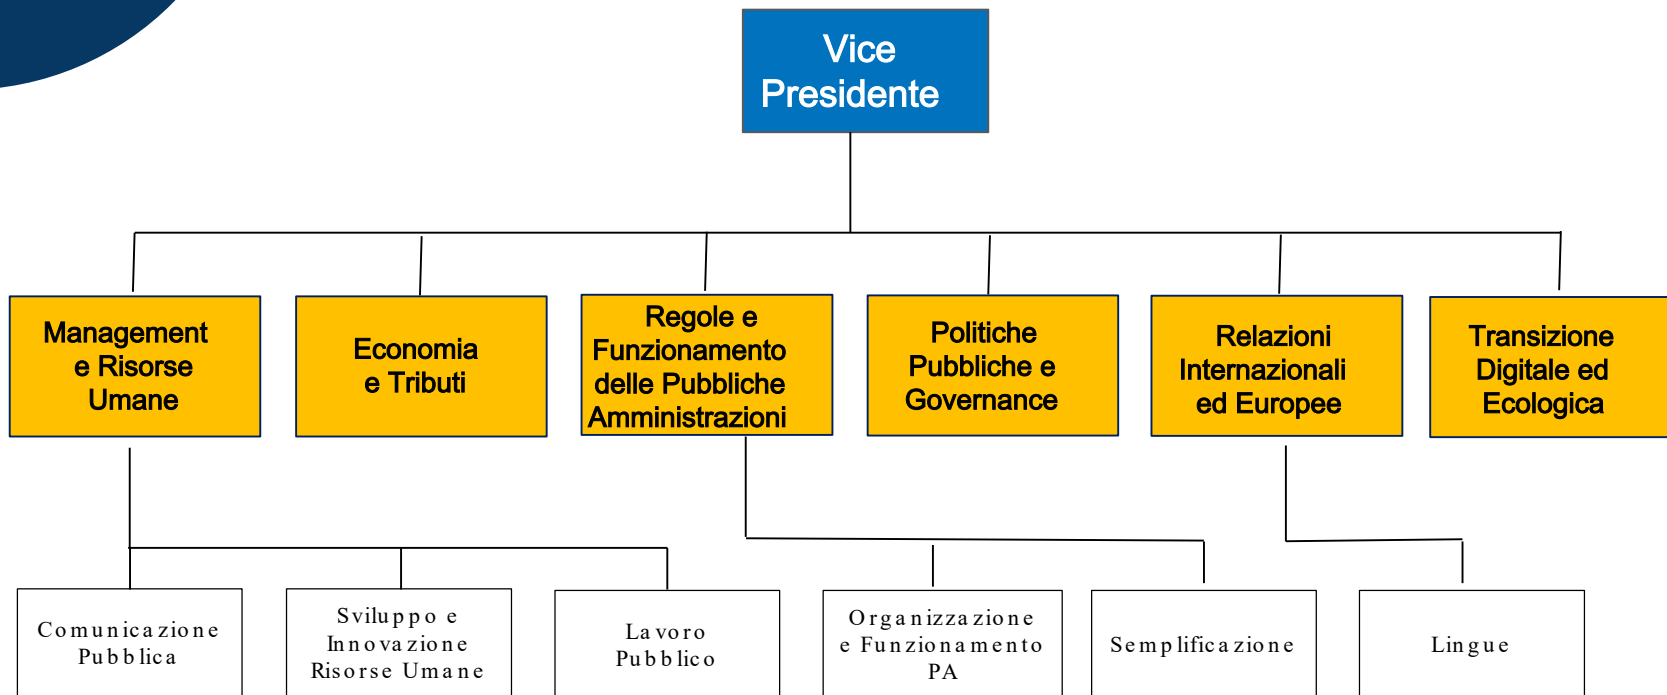 Vice
Presidente
Management
e Risorse
Umane
Economia
e Tributi
Regole e
Funzionamento
delle Pubbliche
Amministrazioni
Politiche
Pubbliche e
Governance
Relazioni
Internazionali
ed Europee
Transizione
Digitale ed
Ecologica
Comunicazione
Pubblica
Sviluppo e
Innovazione
Risorse Umane
Lavoro
Pubblico
Organizzazione
e Funzionamento
PA
Semplificazione
Lingue